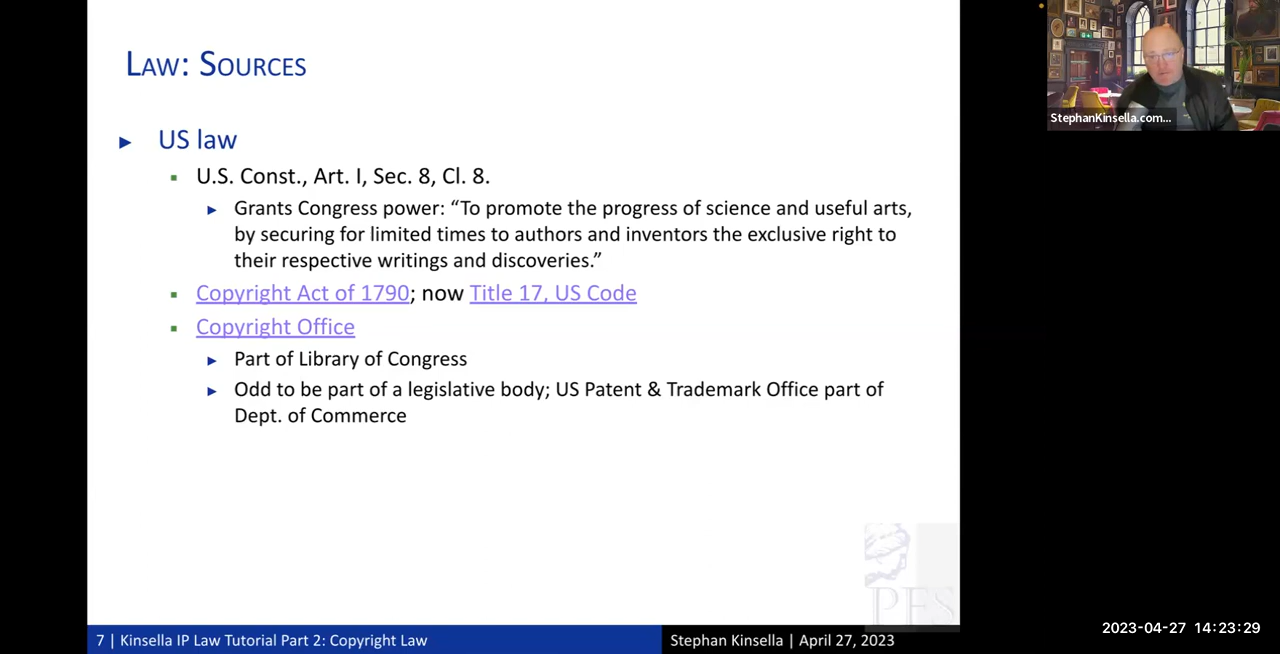 LAW: SOURCES
► US law
▪ U.S. Const., Art. I, Sec. 8, Cl. 8.
► Grants Congress power: “To promote the progress of science and useful arts,
by securing for limited times to authors and inventors the exclusive right to
their respective writings and discoveries.”
▪ Copyright Act of 1790; now Title 17, US Code
▪ Copyright Office
► Part of Library of Congress
► Odd to be part of a legislative body; US Patent & Trademark Office part of
Dept. of Commerce
PFS
7 | Kinsella IP Law Tutorial Part 2: Copyright Law
Stephan Kinsella | April 27, 2023
StephanKinsella.com...
2023-04-27 14:23:29